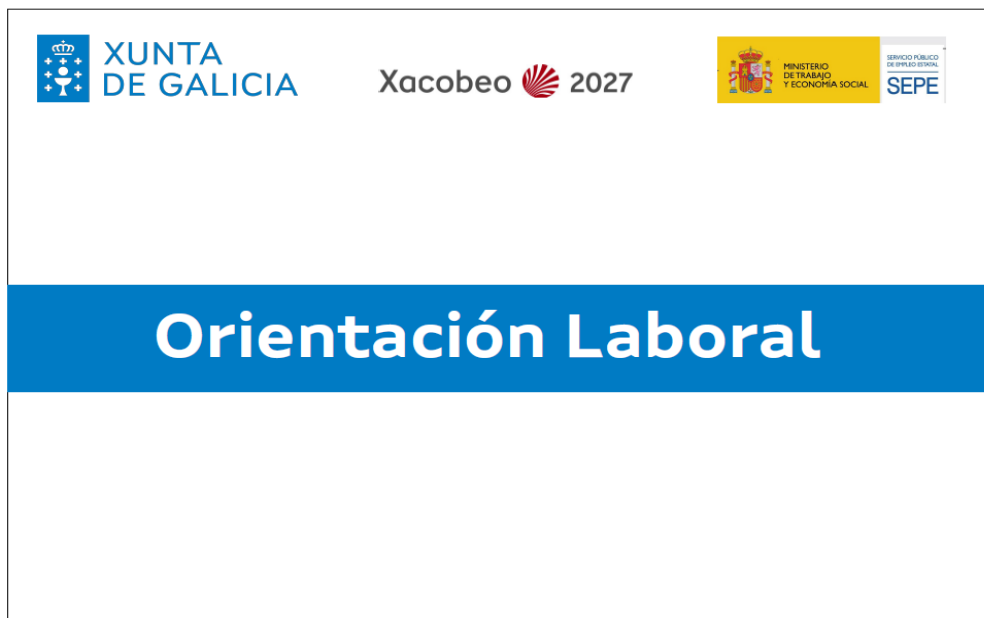 XUNTA
DE GALICIA
Xacobeo 2027
MINISTERIO
DE TRABAJO
Y ECONOMÍA SOCIAL
SERVICIO PÚBLICO
DE EMPLEO ESTATAL
SEPE
Orientación Laboral